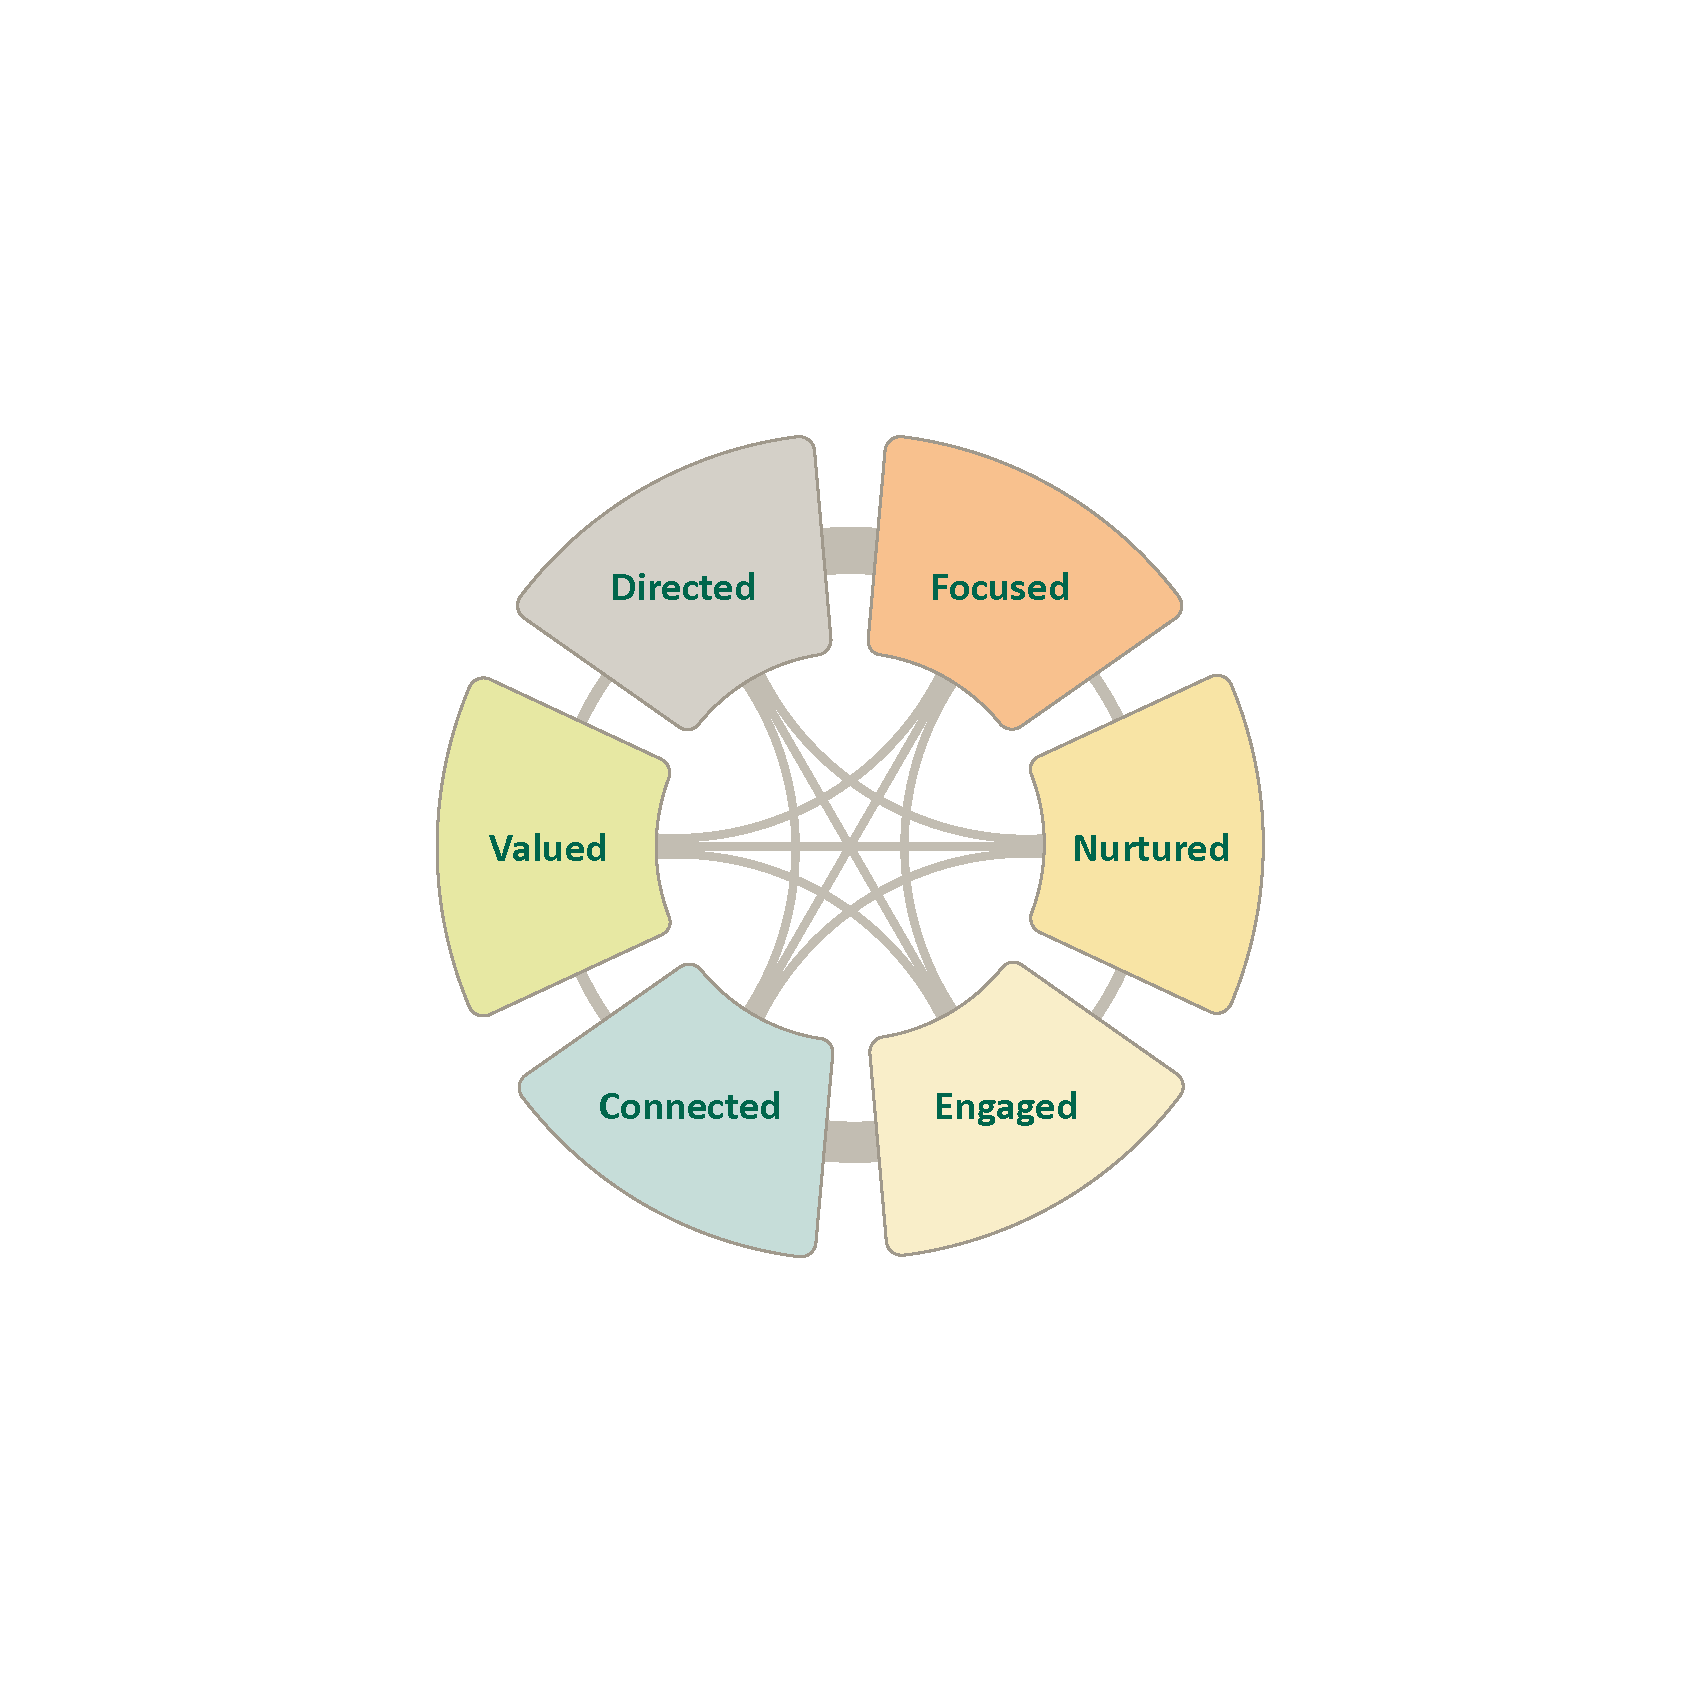 Directed
Focused
Valued
Nurtured
Connected
Engaged